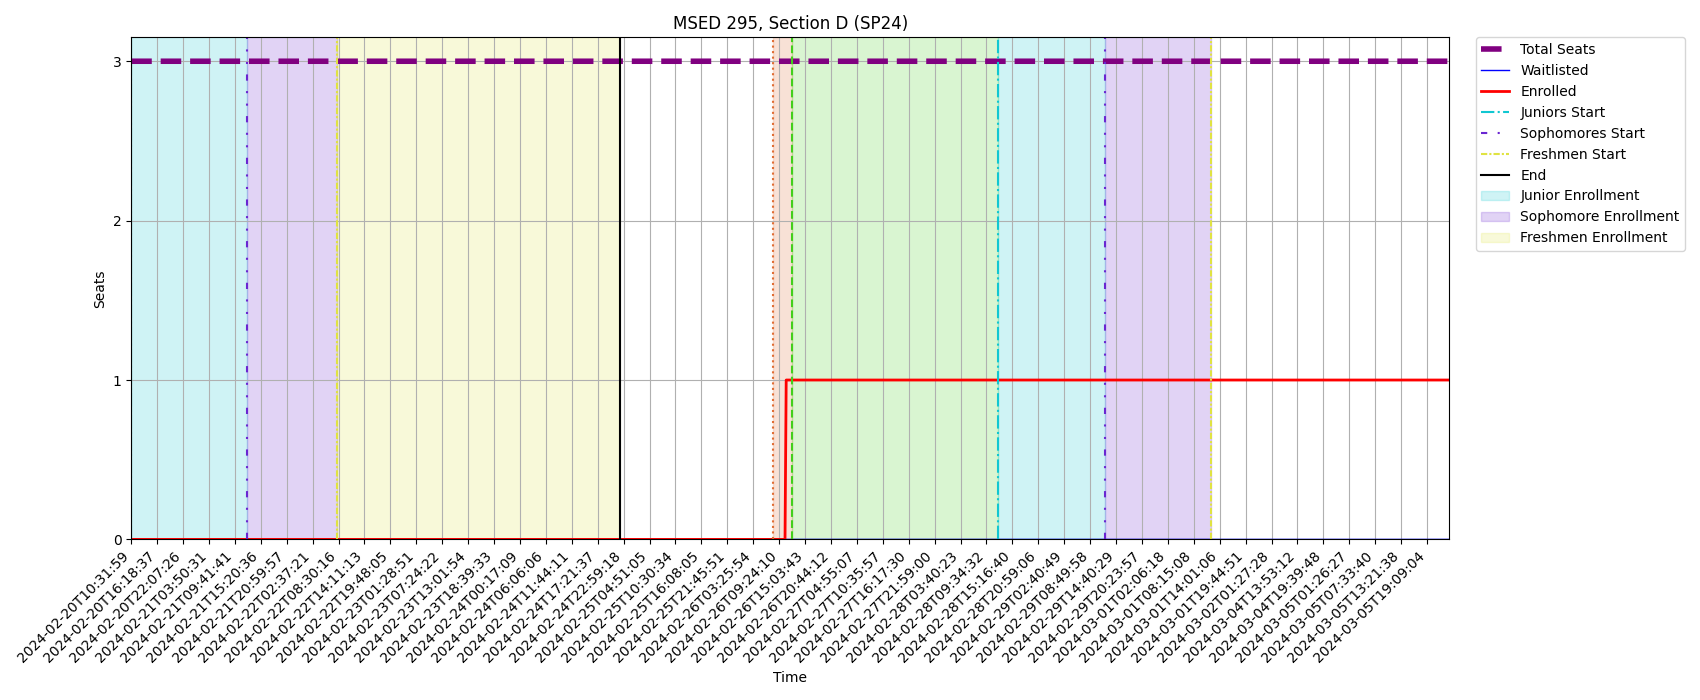 MSED 295, Section D (SP24)
Total Seats
Waitlisted
Enrolled
Juniors Start
Sophomores Start
Freshmen Start
End
Junior Enrollment
Sophomore Enrollment
Freshmen Enrollment
Seats
3
2
1
0
2024-02-20T10:31:59
2024-02-20T16:18:37
2024-02-20T22:07:26
2024-02-21T03:50:31
2024-02-21T09:41:41
2024-02-21T15:20:36
2024-02-21T20:59:57
2024-02-22T02:37:21
2024-02-22T08:30:16
2024-02-22T14:11:13
2024-02-22T19:48:05
2024-02-23T01:28:51
2024-02-23T07:24:22
2024-02-23T13:01:54
2024-02-23T18:39:33
2024-02-24T00:17:09
2024-02-24T06:06:06
2024-02-24T11:44:11
2024-02-24T17:21:37
2024-02-24T22:59:18
2024-02-25T04:51:05
2024-02-25T10:30:34
2024-02-25T16:08:05
2024-02-25T21:45:51
2024-02-26T03:25:54
2024-02-26T09:24:10
2024-02-26T15:03:43
2024-02-26T20:44:12
2024-02-27T04:55:07
2024-02-27T10:35:57
2024-02-27T16:17:30
2024-02-27T21:59:00
2024-02-28T03:40:23
2024-02-28T09:34:32
2024-02-28T15:16:40
2024-02-28T20:59:06
2024-02-29T02:40:49
2024-02-29T08:49:58
2024-02-29T14:40:29
2024-02-29T20:23:57
2024-03-01T02:06:18
2024-03-01T08:15:08
2024-03-01T14:01:06
2024-03-01T19:44:51
2024-03-02T01:27:28
2024-03-04T13:53:12
2024-03-04T19:39:48
2024-03-05T01:26:27
2024-03-05T07:33:40
2024-03-05T13:21:38
2024-03-05T19:09:04
Time